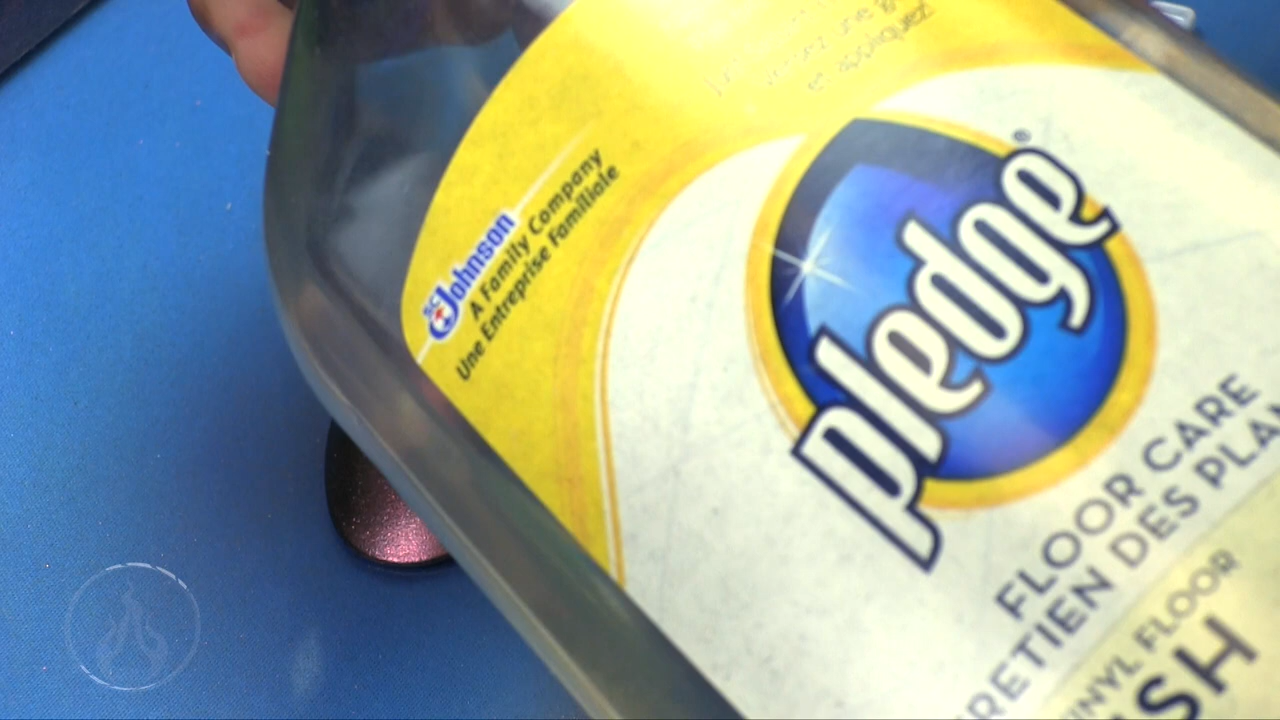 SC Johnson
A Family Company
Une Entreprise Familiale
pledge®
FLOOR CARE
RETIEN DES PLA
INYL FLOOR
SH